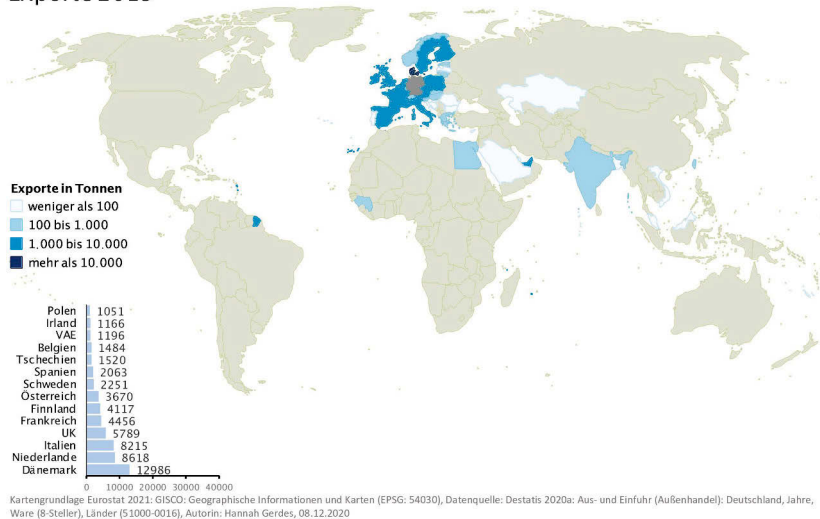 Exporte in Tonnen
weniger als 100
100 bis 1.000
1,000 bis 10.000
mehr als 10.000
Polen 1051
Irland 1166
VAE 1196
Belgien 1484
Tschechien 1520
Spanien 2063
Schweden 2251
Österreich 3670
Finnland 4117
Frankreich 4456
UK 5789
Italien 8215
Niederlande 8618
Dänemark 12986
0 10000 20000 30000 40000
Kartengrundlage Eurostat 2021: GISCO: Geographische Informationen und Karten (EPSG: 54030), Datenquelle: Destatis 2020a: Aus- und Einfuhr (Außenhandel): Deutschland, Jahre,
Ware (8-Steller), Länder (51000-0016), Autorin: Hannah Gerdes, 08.12.2020